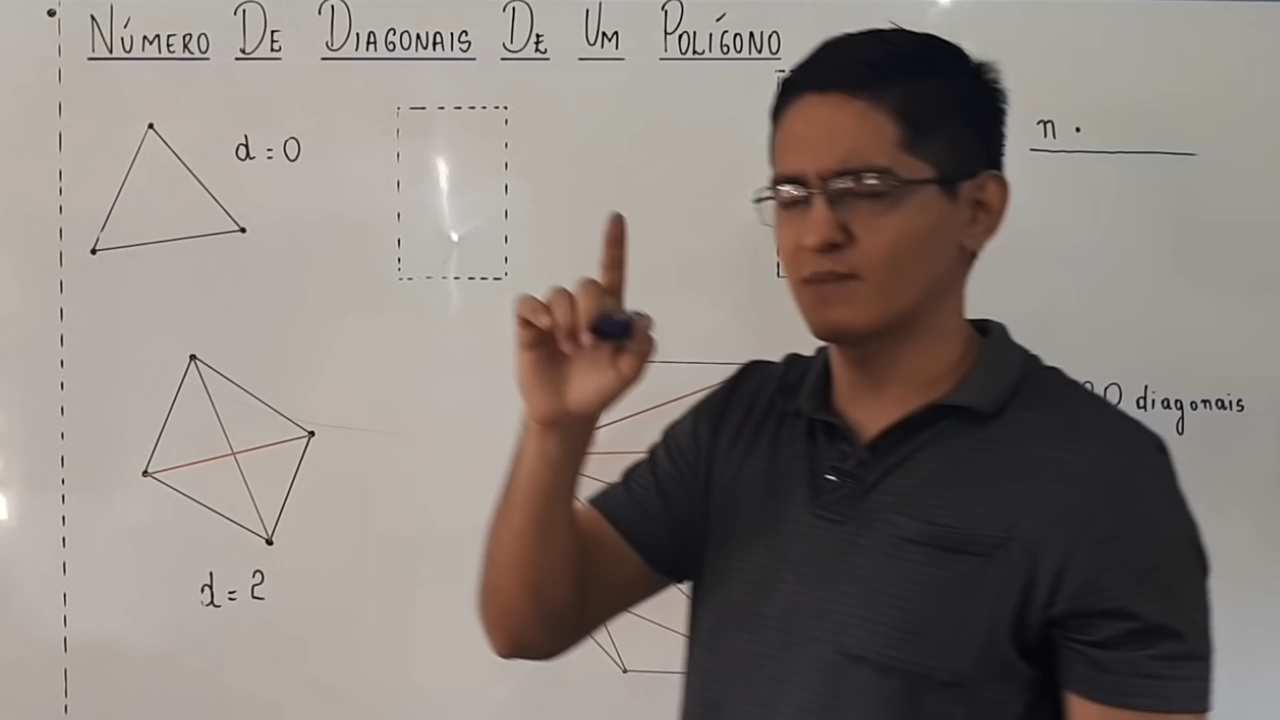 NÚMERO DE DIAGONAIS DE UM POLÍGONO
d = 0
n .
diagonais
d = 2